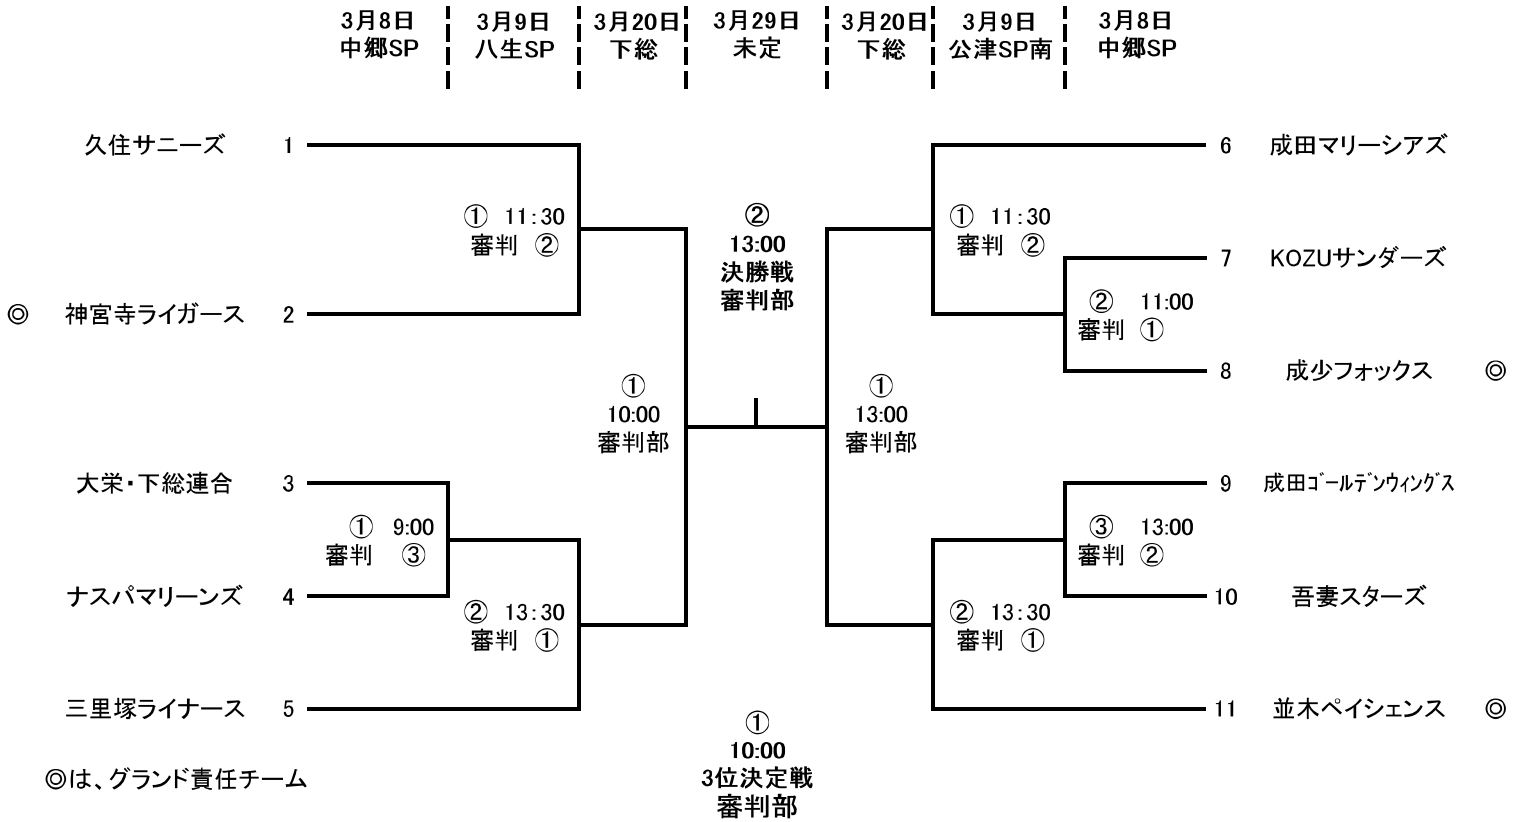 3月8日 3月9日 3月20日 3月29日 3月20日 3月9日 3月8日
中郷SP 八生SP 下総 未定 下総 公津SP南 中郷SP
久住サニーズ 1
6 成田マリーシアズ
① 11:30
審判 ②
②
13:00
決勝戦
審判部
① 11:30
審判 ②
7 KOZUサンダーズ
◎ 神宮寺ライガース 2
② 11:00
審判 ①
8 成少フォックス ◎
①
10:00
審判部
①
13:00
審判部
大栄・下総連合 3
9 成田ｺﾞｰﾙﾃﾞﾝｳｨﾝｸﾞｽ
① 9:00
審判 ③
③ 13:00
審判 ②
ナスパマリーンズ 4
10 吾妻スターズ
② 13:30
審判 ①
② 13:30
審判 ①
三里塚ライナース 5
11 並木ペイシェンス ◎
①
10:00
3位決定戦
審判部
◎は、グランド責任チーム